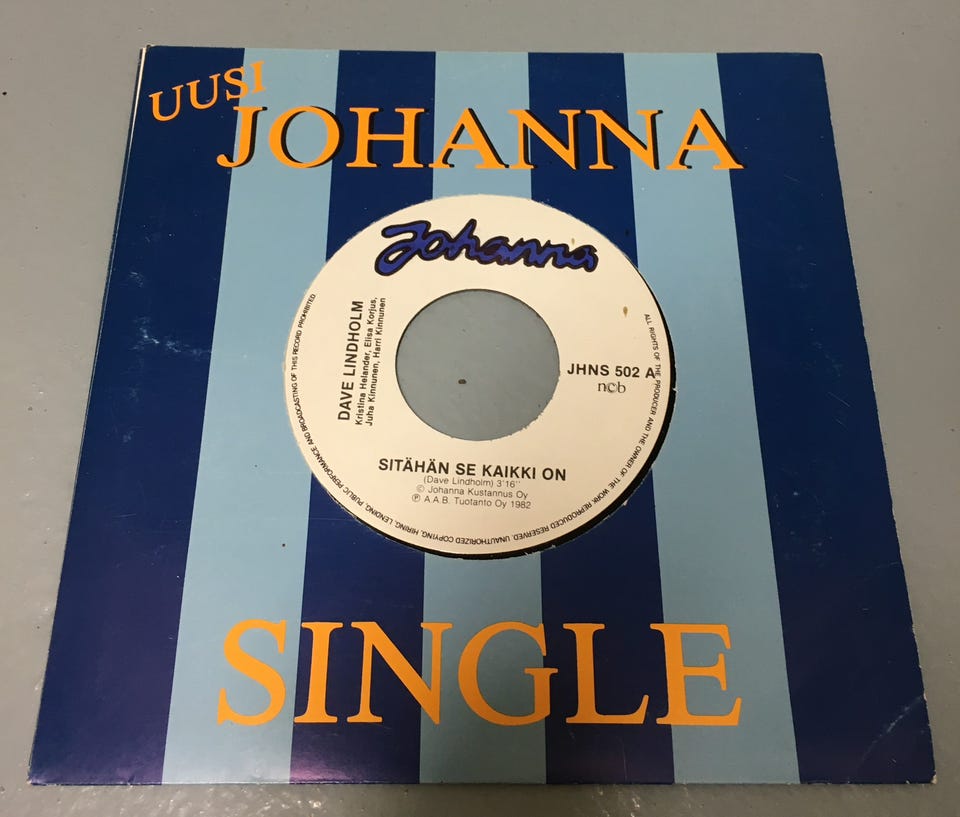 UUSI
JOHANNA
Johanna
DAVE LINDHOLM
Kristina Helander, Elisa Korjus,
Juha Kinnunen, Harri Kinnunen
JHNS 502 A
ncb
SITÄHÄN SE KAIKKI ON
(Dave Lindholm) 3'16''
© Johanna Kustannus Oy
℗ A.A.B. Tuotanto Oy 1982
ALL RIGHTS OF THE PRODUCER AND THE OWNER OF THE WORK REPRODUCED RESERVED. UNAUTHORIZED COPYING, HIRING, LENDING, PUBLIC PERFORMANCE AND BROADCASTING OF THIS RECORD PROHIBITED
SINGLE